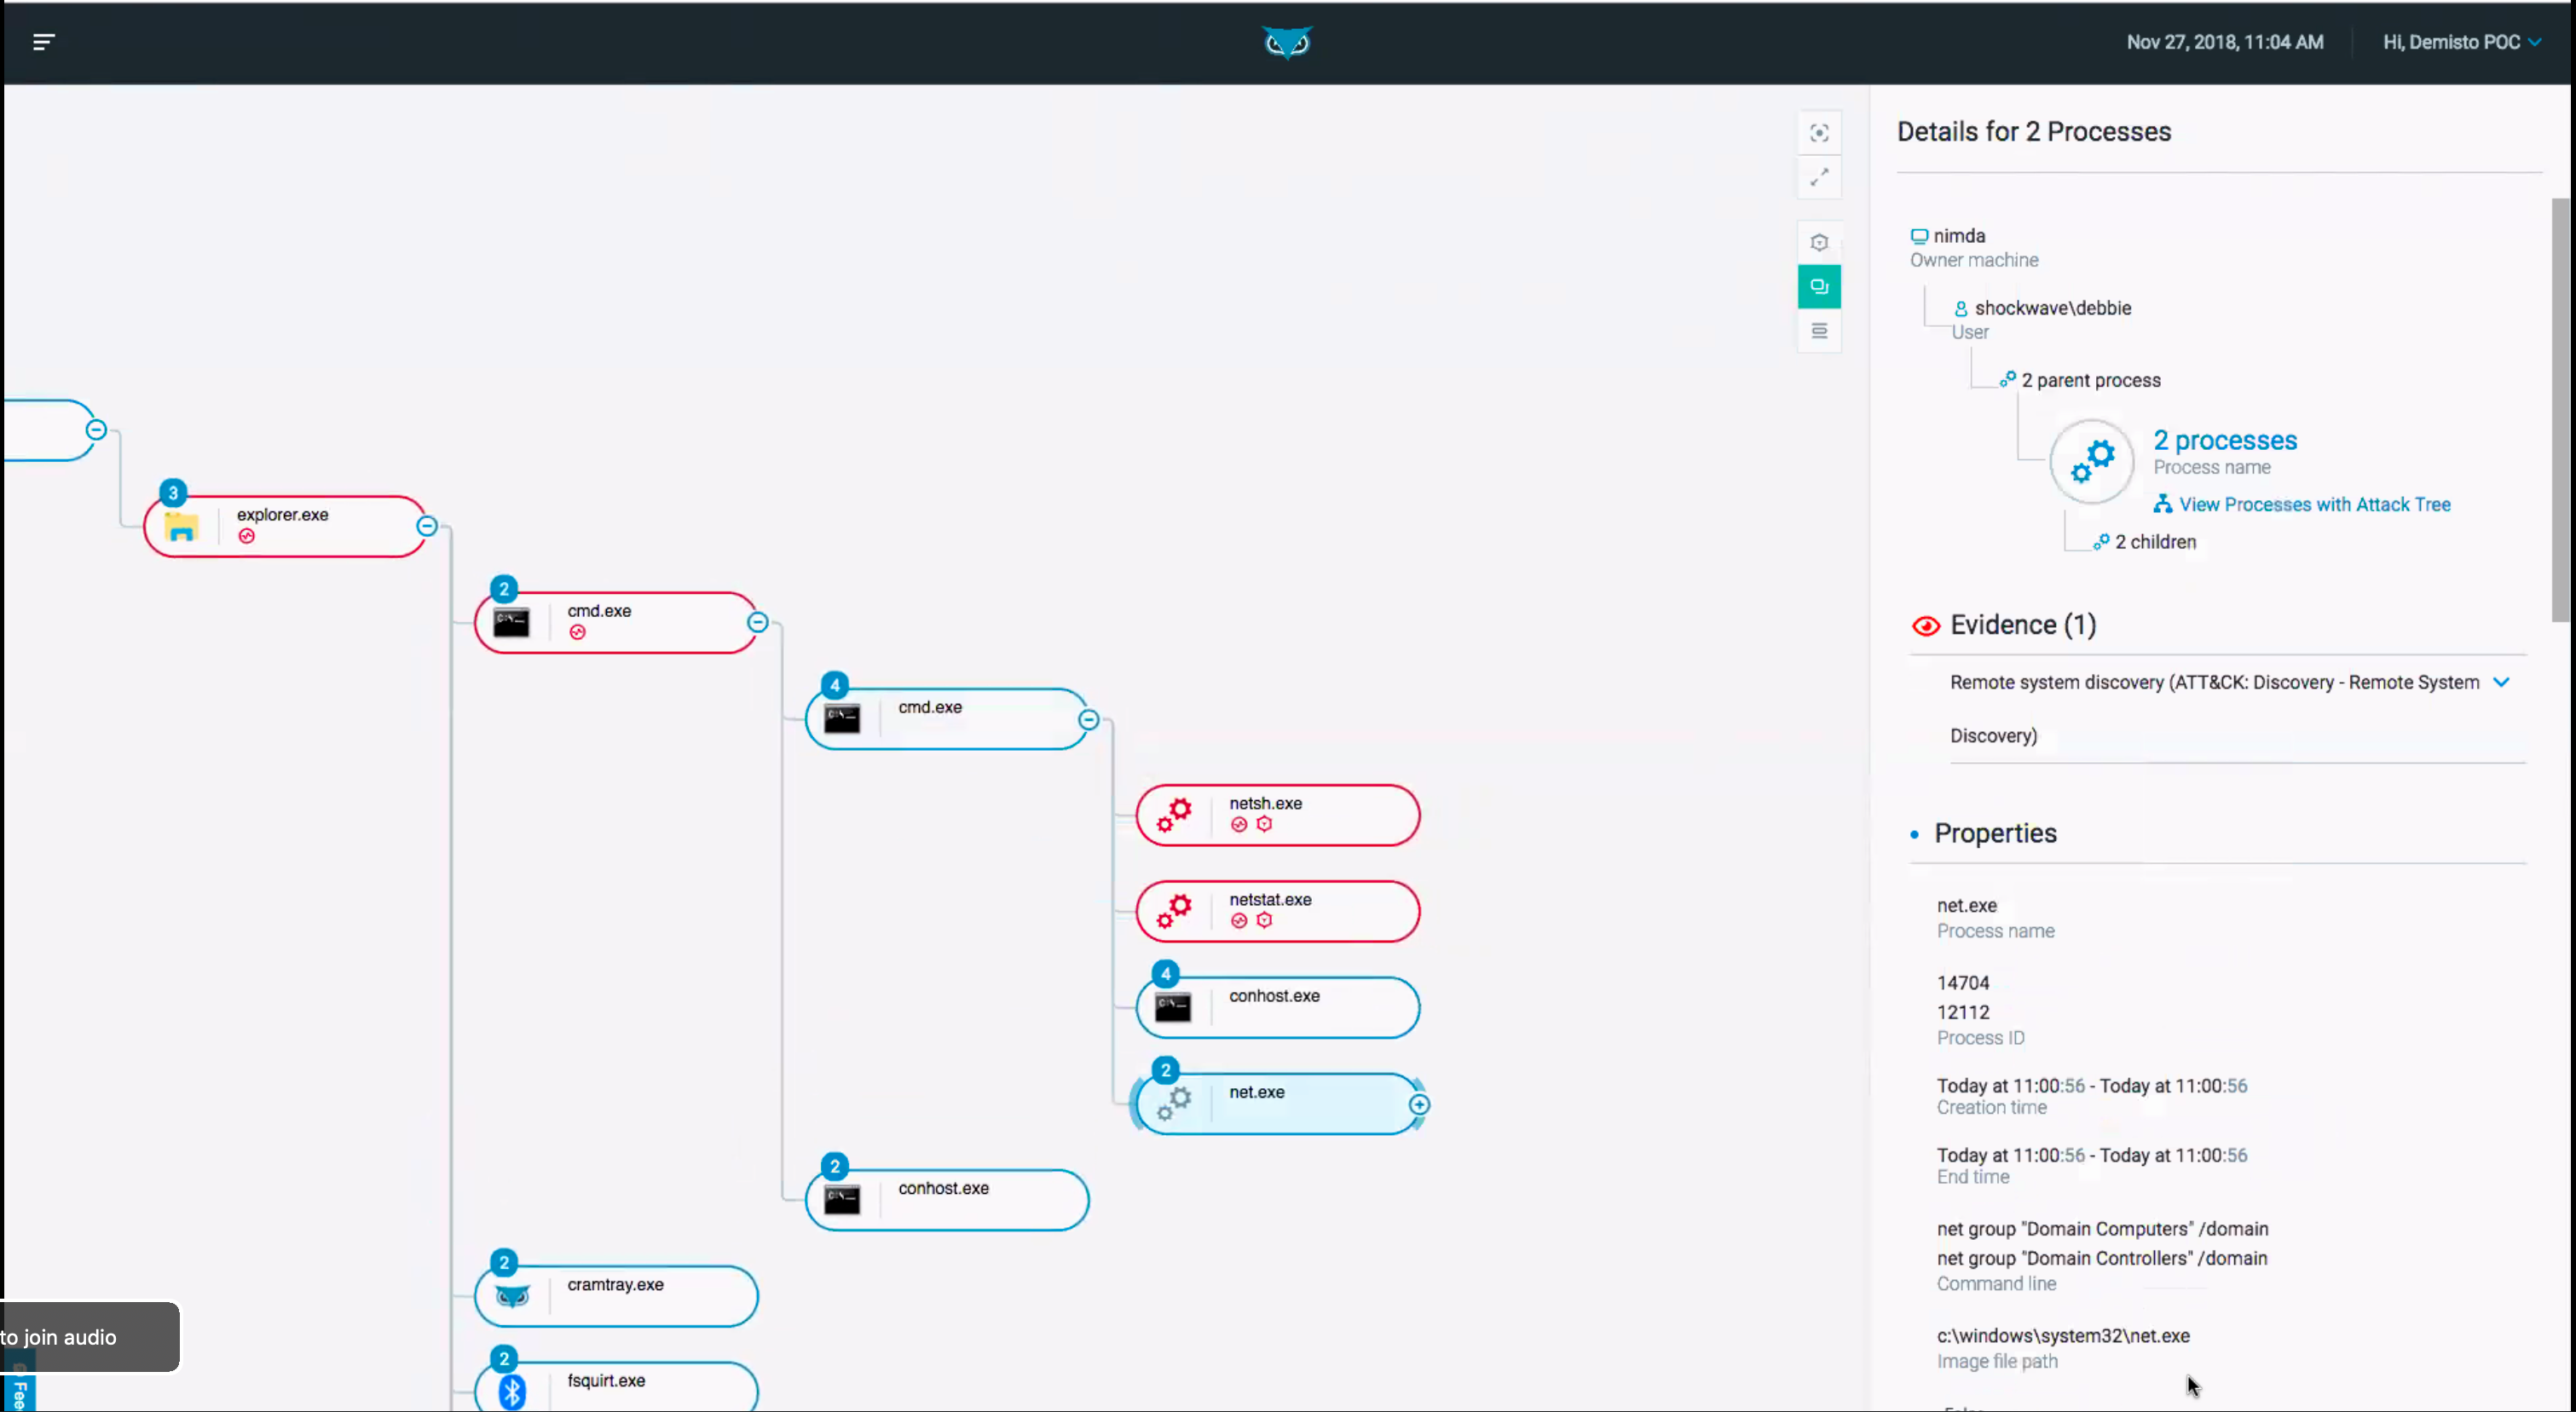 Nov 27, 2018, 11:04 AM
Hi, Demisto POC
3
explorer.exe
2
cmd.exe
4
cmd.exe
netsh.exe
netstat.exe
4
conhost.exe
2
net.exe
2
conhost.exe
2
cramtray.exe
2
fsquirt.exe
to join audio
Fee
Details for 2 Processes
nimda
Owner machine
shockwave\debbie
User
2 parent process
2 processes
Process name
View Processes with Attack Tree
2 children
Evidence (1)
Remote system discovery (ATT&CK: Discovery - Remote System
Discovery)
Properties
net.exe
Process name
14704
12112
Process ID
Today at 11:00:56 - Today at 11:00:56
Creation time
Today at 11:00:56 - Today at 11:00:56
End time
net group "Domain Computers" /domain
net group "Domain Controllers" /domain
Command line
c:\windows\system32\net.exe
Image file path